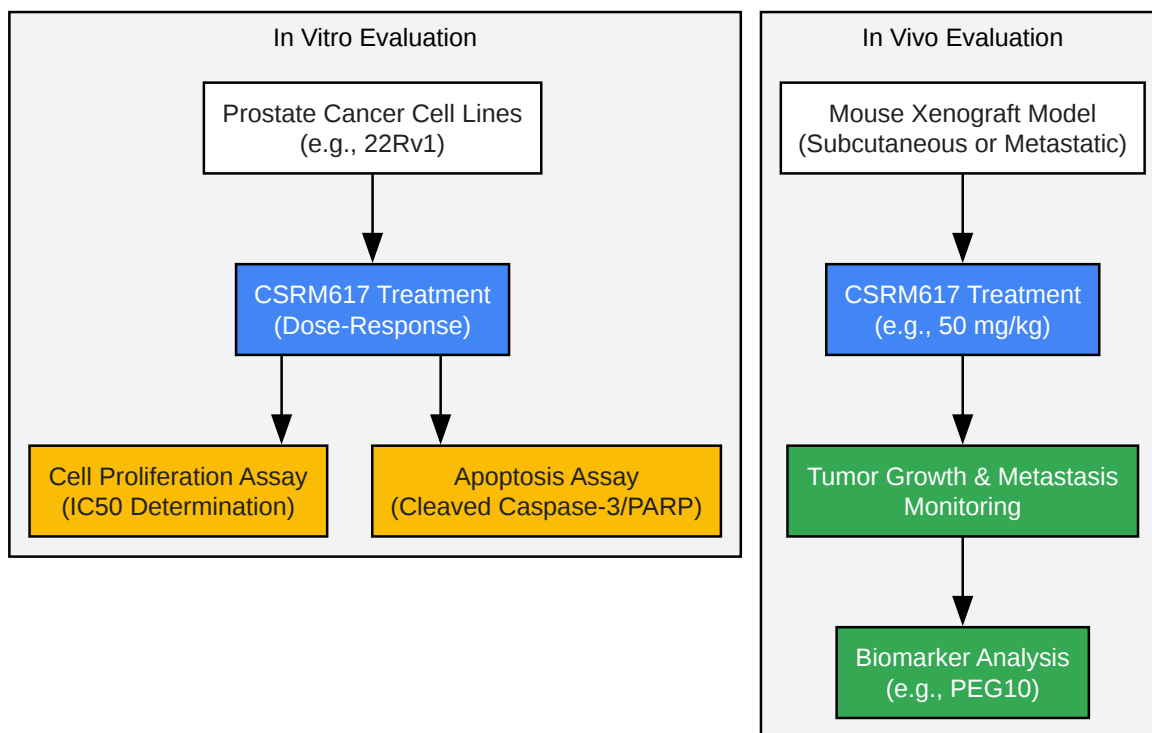 In Vitro Evaluation
Prostate Cancer Cell Lines
(e.g., 22Rv1)
CSRM617 Treatment
(Dose-Response)
Cell Proliferation Assay
(IC50 Determination)
Apoptosis Assay
(Cleaved Caspase-3/PARP)
In Vivo Evaluation
Mouse Xenograft Model
(Subcutaneous or Metastatic)
CSRM617 Treatment
(e.g., 50 mg/kg)
Tumor Growth & Metastasis
Monitoring
Biomarker Analysis
(e.g., PEG10)